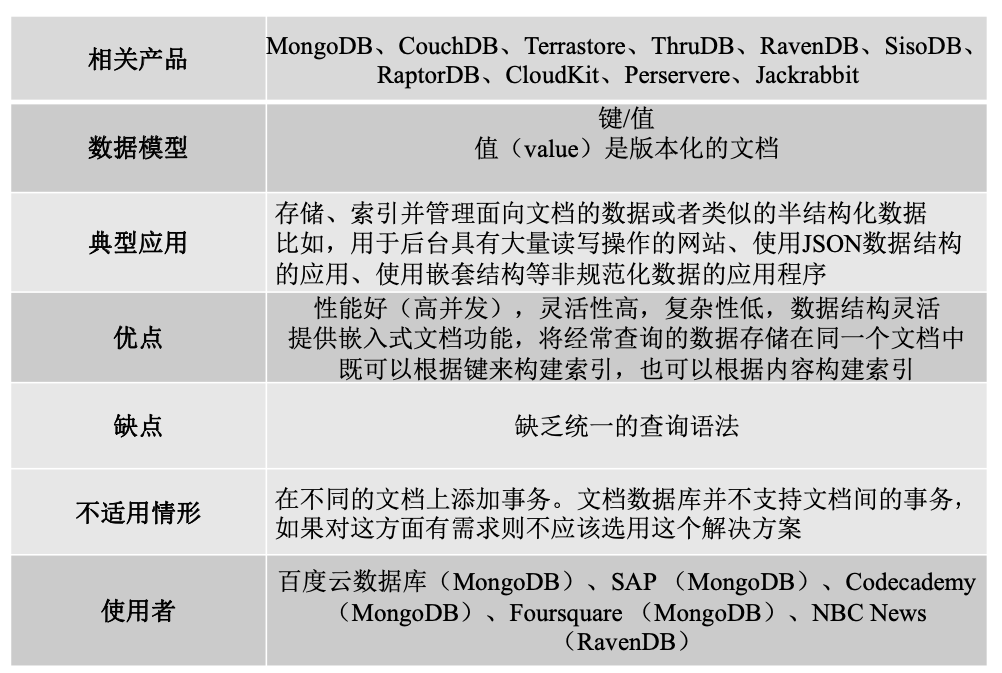 相关产品
MongoDB、CouchDB、Terrastore、ThruDB、RavenDB、SisoDB、
RaptorDB、CloudKit、Perservere、Jackrabbit
数据模型
键/值
值（value）是版本化的文档
典型应用
存储、索引并管理面向文档的数据或者类似的半结构化数据
比如，用于后台具有大量读写操作的网站、使用JSON数据结构
的应用、使用嵌套结构等非规范化数据的应用程序
优点
性能好（高并发），灵活性高，复杂性低，数据结构灵活
提供嵌入式文档功能，将经常查询的数据存储在同一个文档中
既可以根据键来构建索引，也可以根据内容构建索引
缺点
缺乏统一的查询语法
不适用情形
在不同的文档上添加事务。文档数据库并不支持文档间的事务，
如果对这方面有需求则不应该选用这个解决方案
使用者
百度云数据库（MongoDB）、SAP （MongoDB）、Codecademy
（MongoDB）、Foursquare （MongoDB）、NBC News
（RavenDB）